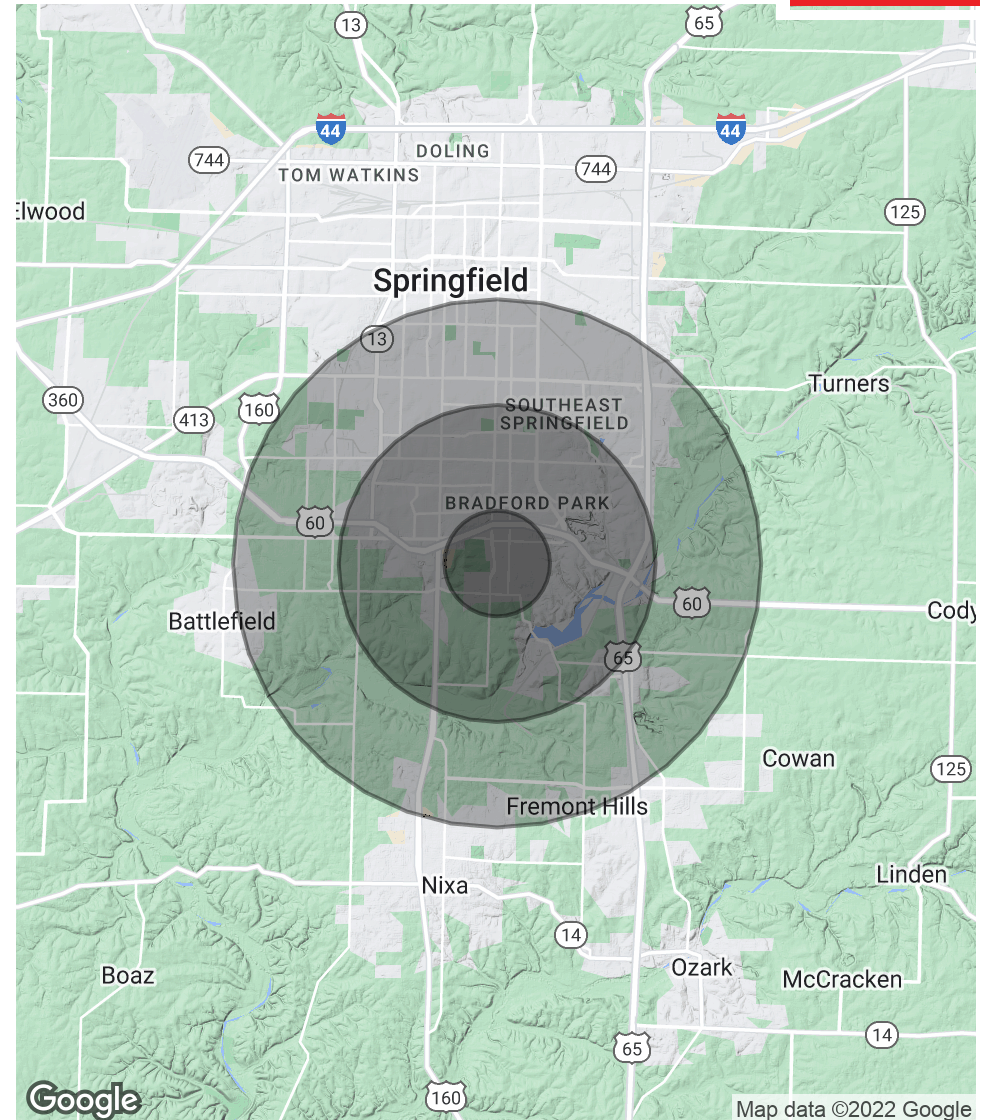 13
65
44
44
DOLING
744
744
TOM WATKINS
Elwood
125
Springfield
13
Turners
360
160
413
SOUTHEAST
SPRINGFIELD
BRADFORD PARK
60
60
Cody
Battlefield
65
Cowan
125
Fremont Hills
Linden
Nixa
14
Ozark
Boaz
McCracken
14
65
160
Google
Map data ©2022 Google